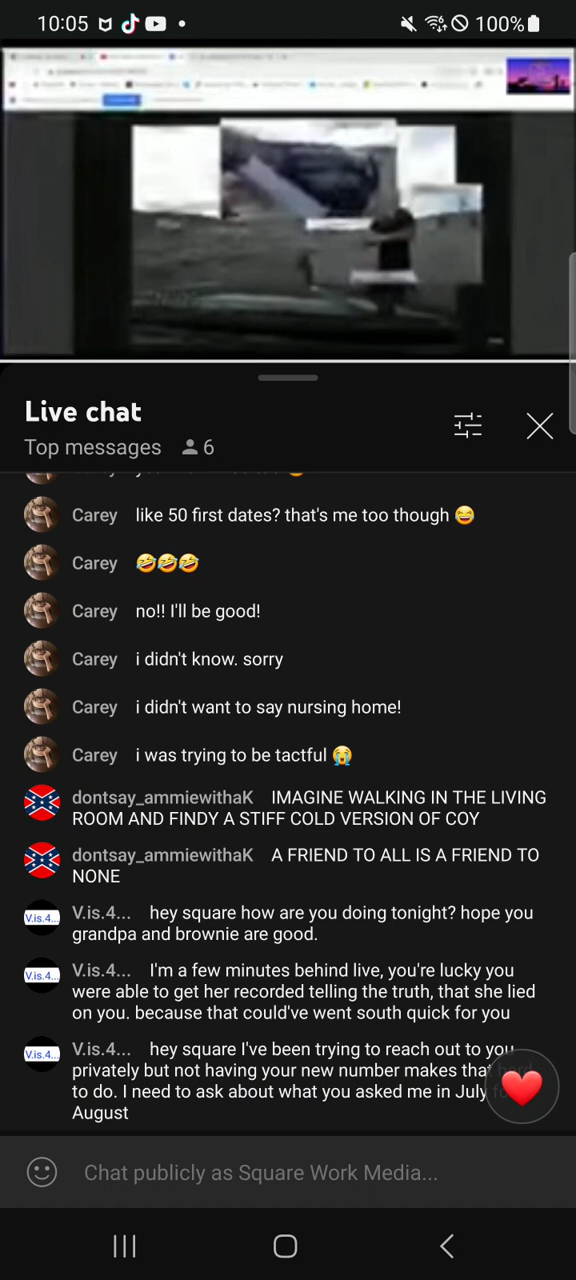 10:05
100%
Live chat
Top messages 6
Carey like 50 first dates? that's me too though 😂
Carey 🤣🤣🤣
Carey no!! I'll be good!
Carey i didn't know. sorry
Carey i didn't want to say nursing home!
Carey i was trying to be tactful 😭
dontsay_ammiewithaK IMAGINE WALKING IN THE LIVING
ROOM AND FINDY A STIFF COLD VERSION OF COY
dontsay_ammiewithaK A FRIEND TO ALL IS A FRIEND TO
NONE
V.is.4... V.is.4... hey square how are you doing tonight? hope you
grandpa and brownie are good.
V.is.4... V.is.4... I'm a few minutes behind live, you're lucky you
were able to get her recorded telling the truth, that she lied
on you. because that could've went south quick for you
V.is.4... V.is.4... hey square I've been trying to reach out to you
privately but not having your new number makes that hard
to do. I need to ask about what you asked me in July
August
Chat publicly as Square Work Media...